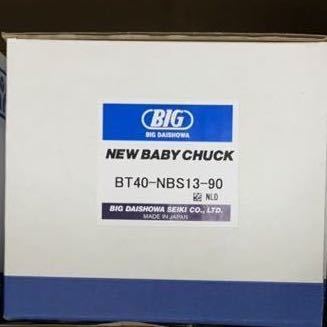 BIG
BIG DAISHOWA
NEW BABY CHUCK
BT40-NBS13-90
NLD
BIG DAISHOWA SEIKI CO., LTD.
MADE IN JAPAN